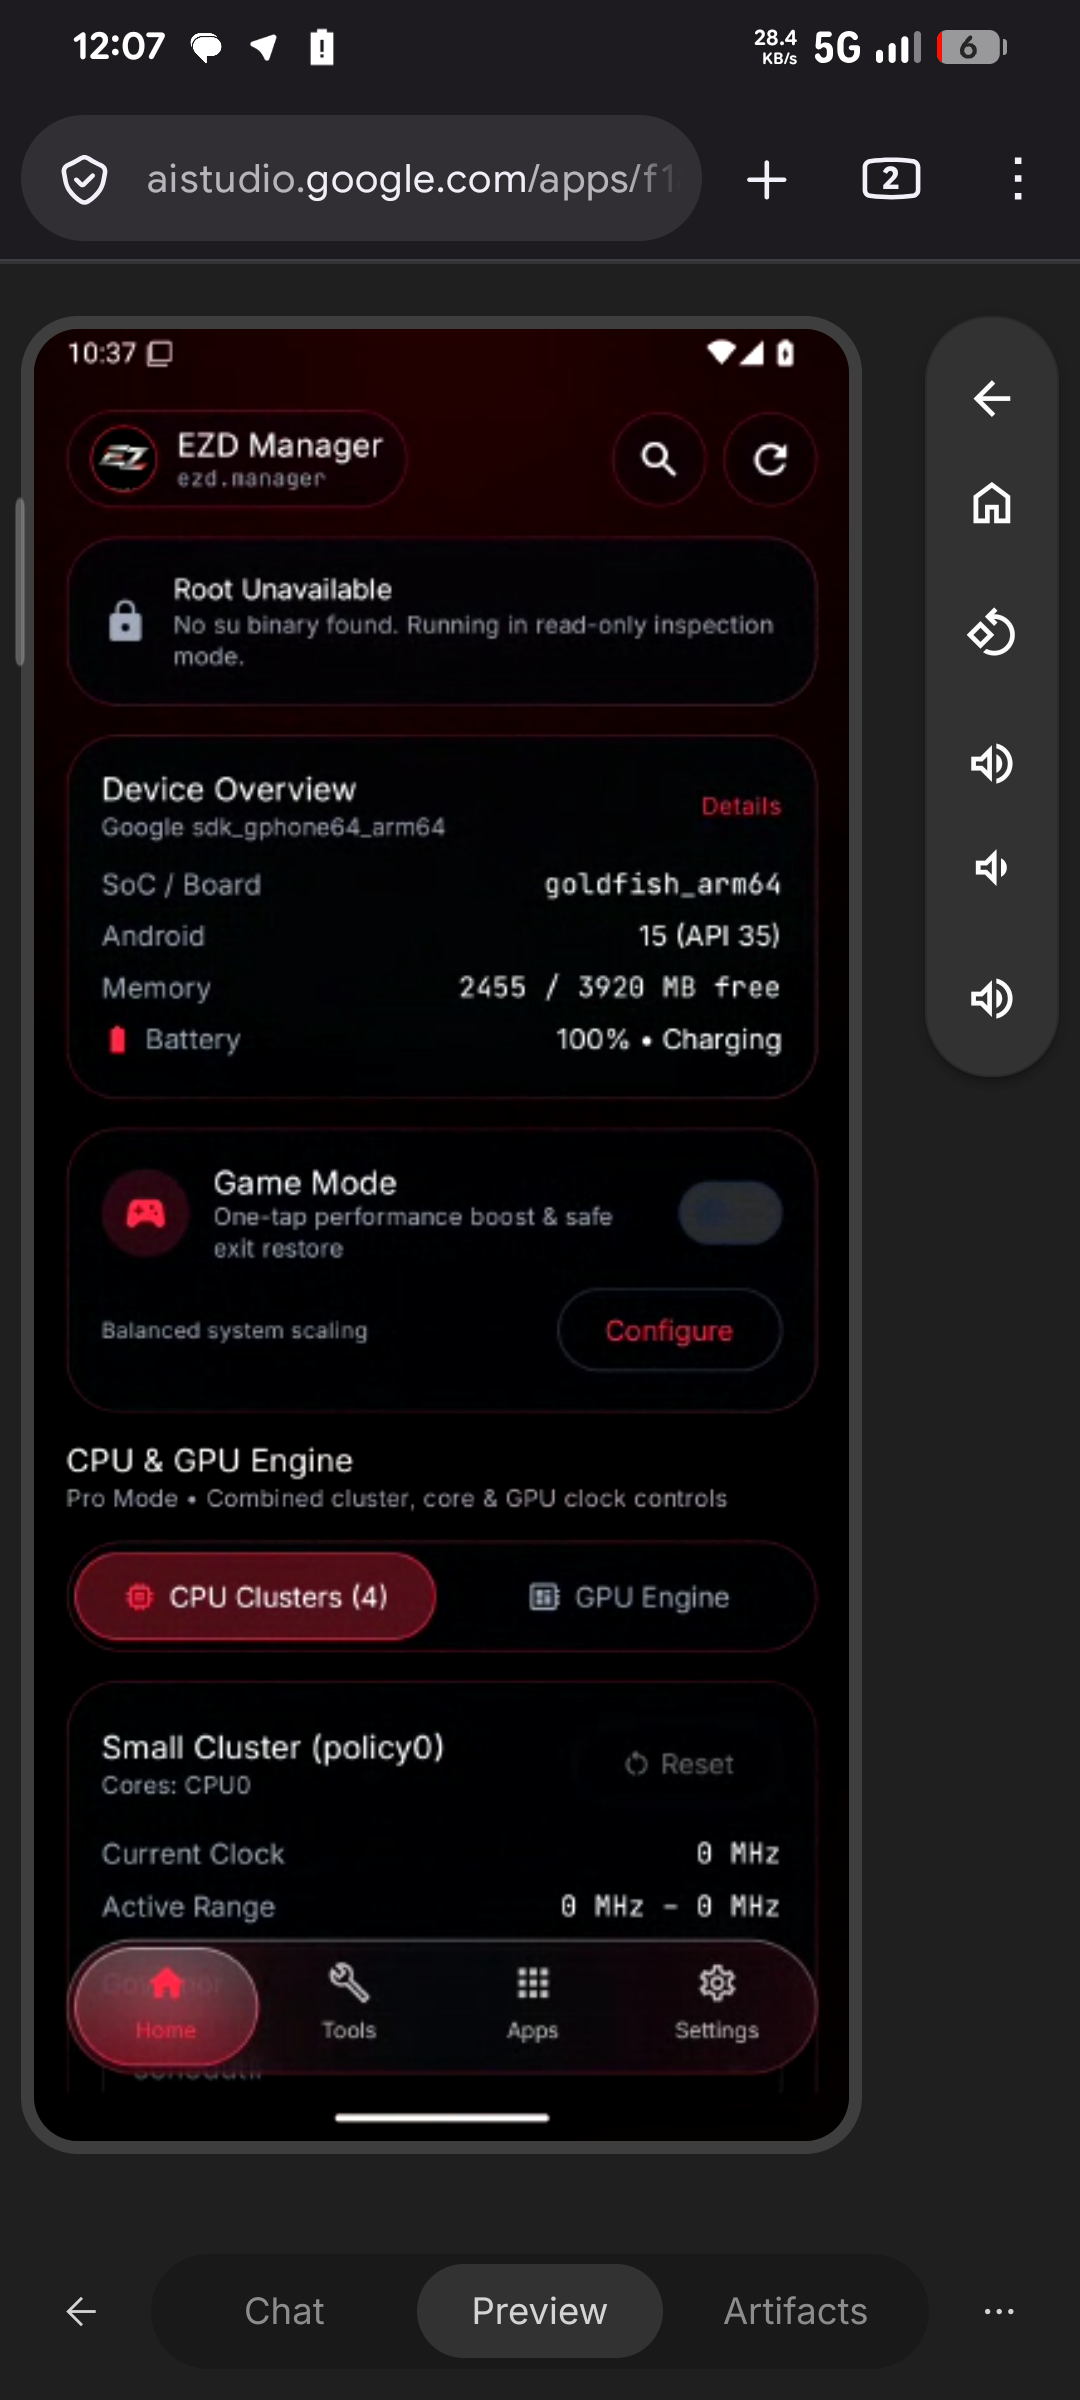 12:07
28.4
KB/s
5G
6
aistudio.google.com/apps/f1
2
10:37
EZ
EZD Manager
ezd.manager
Root Unavailable
No su binary found. Running in read-only inspection
mode.
Device Overview
Google sdk_gphone64_arm64
Details
SoC / Board
goldfish_arm64
Android
15 (API 35)
Memory
2455 / 3920 MB free
Battery
100% • Charging
Game Mode
One-tap performance boost & safe
exit restore
Balanced system scaling
Configure
CPU & GPU Engine
Pro Mode • Combined cluster, core & GPU clock controls
CPU Clusters (4)
GPU Engine
Small Cluster (policy0)
Cores: CPU0
Reset
Current Clock
0 MHz
Active Range
0 MHz – 0 MHz
Governor
Home
Tools
Apps
Settings
Chat
Preview
Artifacts